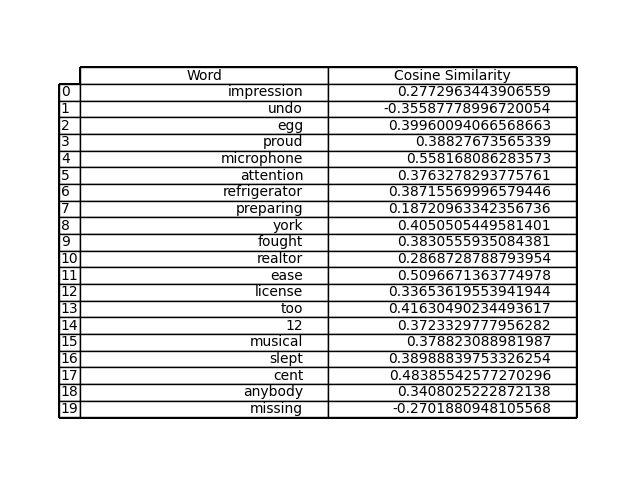 Word Cosine Similarity
0 impression 0.2772963443906559
1 undo -0.35587778996720054
2 egg 0.39960094066568663
3 proud 0.38827673565339
4 microphone 0.558168086283573
5 attention 0.3763278293775761
6 refrigerator 0.38715569996579446
7 preparing 0.18720963342356736
8 york 0.4050505449581401
9 fought 0.3830555935084381
10 realtor 0.2868728788793954
11 ease 0.5096671363774978
12 license 0.33653619553941944
13 too 0.41630490234493617
14 12 0.3723329777956282
15 musical 0.378823088981987
16 slept 0.38988839753326254
17 cent 0.48385542577270296
18 anybody 0.3408025222872138
19 missing -0.2701880948105568